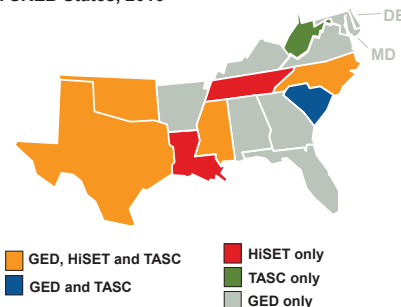 DE
MD
GED, HiSET and TASC
GED and TASC
HiSET only
TASC only
GED only